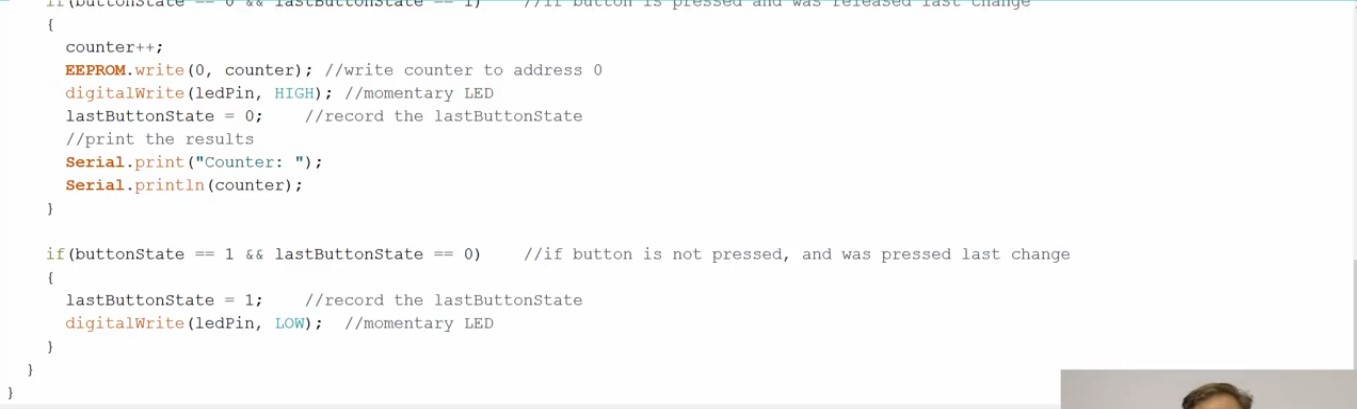 if(buttonState == 0 && lastButtonState == 1)    //if button is pressed and was released last change
{
counter++;
EEPROM.write(0, counter); //write counter to address 0
digitalWrite(ledPin, HIGH); //momentary LED
lastButtonState = 0;    //record the lastButtonState
//print the results
Serial.print("Counter: ");
Serial.println(counter);
}
if(buttonState == 1 && lastButtonState == 0)    //if button is not pressed, and was pressed last change
{
lastButtonState = 1;    //record the lastButtonState
digitalWrite(ledPin, LOW);  //momentary LED
}
}
}